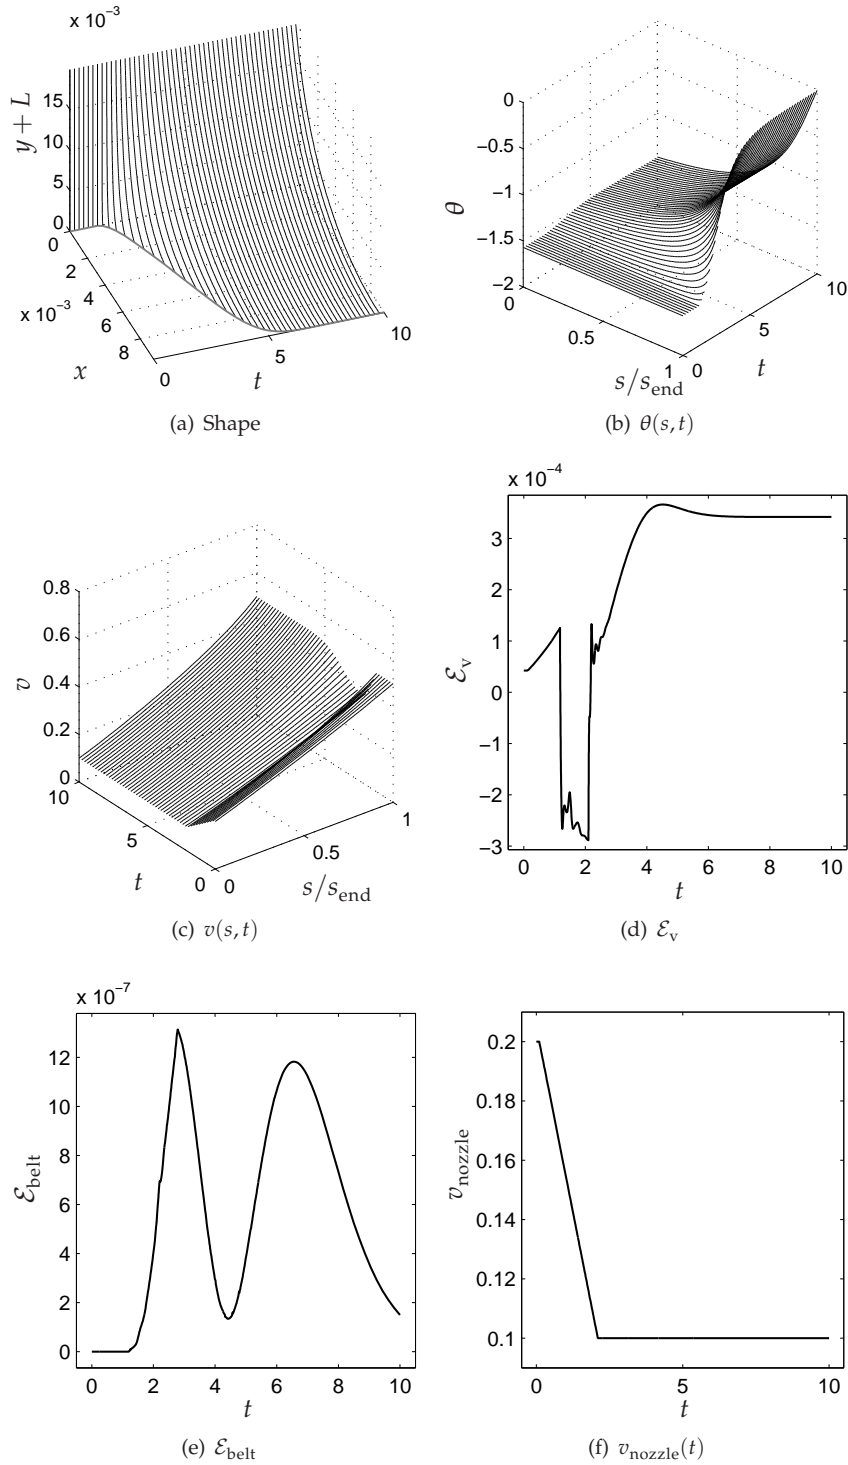 x 10⁻³
15
10
5
0
y + L
0
2
4
6
8
x 10⁻³
x
0
5
10
t
(a) Shape
0
−0.5
−1
−1.5
−2
θ
0
0.5
1
s/s_end
0
5
10
t
(b) θ(s, t)
0.8
0.6
0.4
0.2
0
v
10
5
0
t
0
0.5
1
s/s_end
(c) v(s, t)
x 10⁻⁴
3
2
1
0
−1
−2
−3
ℰ_v
0 2 4 6 8 10
t
(d) ℰ_v
x 10⁻⁷
12
10
8
6
4
2
0
ℰ_belt
0 2 4 6 8 10
t
(e) ℰ_belt
0.2
0.18
0.16
0.14
0.12
0.1
v_nozzle
0 5 10
t
(f) v_nozzle(t)